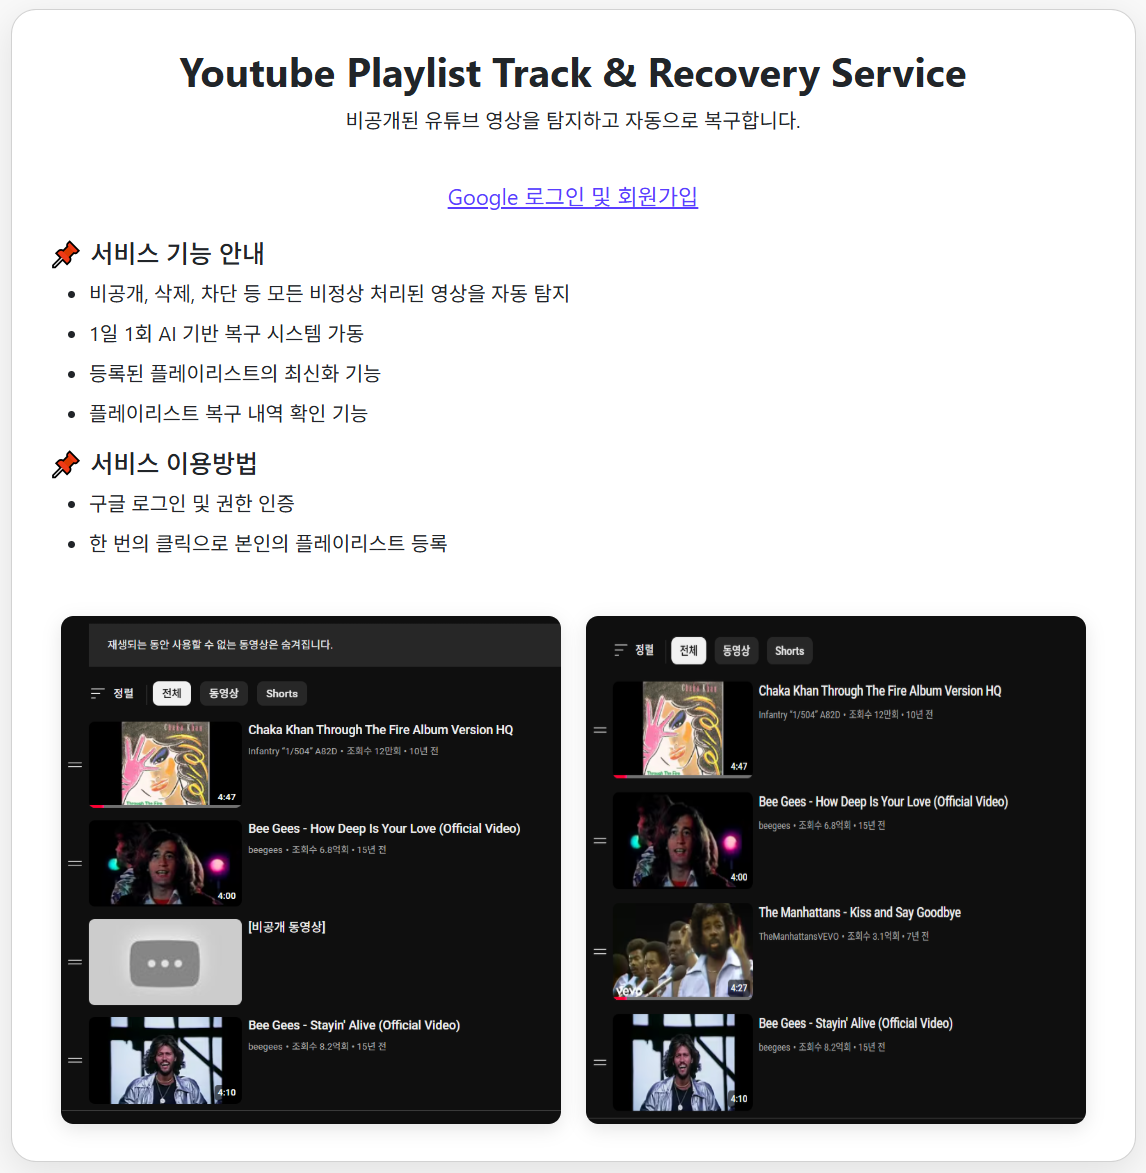 Youtube Playlist Track & Recovery Service
비공개된 유튜브 영상을 탐지하고 자동으로 복구합니다.
Google 로그인 및 회원가입
서비스 기능 안내
비공개, 삭제, 차단 등 모든 비정상 처리된 영상을 자동 탐지
1일 1회 AI 기반 복구 시스템 가동
등록된 플레이리스트의 최신화 기능
플레이리스트 복구 내역 확인 기능
서비스 이용방법
구글 로그인 및 권한 인증
한 번의 클릭으로 본인의 플레이리스트 등록
재생되는 동안 사용할 수 없는 동영상은 숨겨집니다.
정렬 전체 동영상 Shorts
CHAKA KHAN
Through The Fire
4:47
Chaka Khan Through The Fire Album Version HQ
Infantry "1/504" A82D • 조회수 12만회 • 10년 전
4:00
Bee Gees - How Deep Is Your Love (Official Video)
beegees • 조회수 6.8억회 • 15년 전
[비공개 동영상]
4:10
Bee Gees - Stayin' Alive (Official Video)
beegees • 조회수 8.2억회 • 15년 전
정렬 전체 동영상 Shorts
CHAKA KHAN
Through The Fire
4:47
Chaka Khan Through The Fire Album Version HQ
Infantry "1/504" A82D • 조회수 12만회 • 10년 전
4:00
Bee Gees - How Deep Is Your Love (Official Video)
beegees • 조회수 6.8억회 • 15년 전
vevo
4:27
The Manhattans - Kiss and Say Goodbye
TheManhattansVEVO • 조회수 3.1억회 • 7년 전
4:10
Bee Gees - Stayin' Alive (Official Video)
beegees • 조회수 8.2억회 • 15년 전